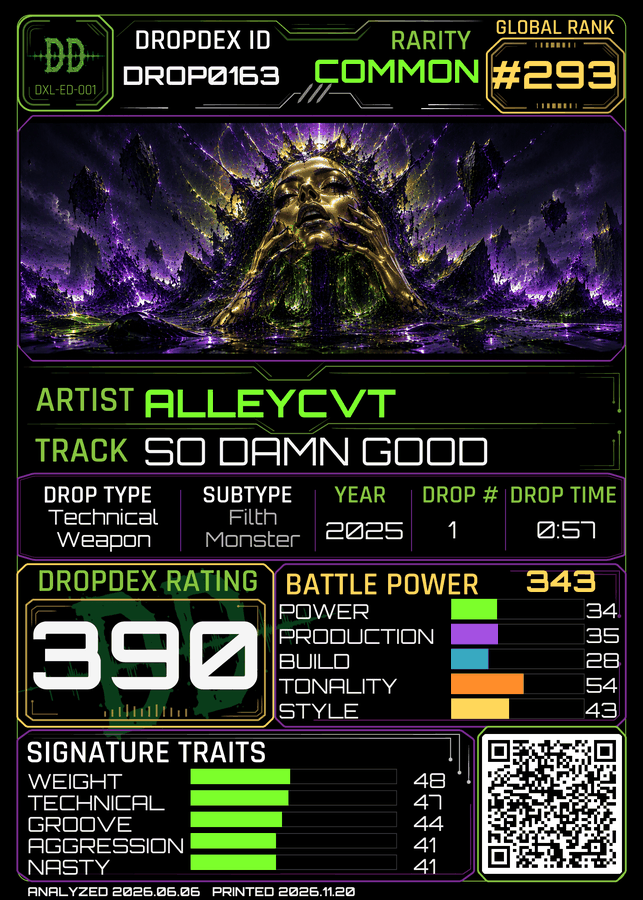 DD
DXL-ED-001
DROPDEX ID
DROP0163
RARITY
COMMON
GLOBAL RANK
#293
ARTIST ALLEYCVT
TRACK SO DAMN GOOD
DROP TYPE
Technical
Weapon
SUBTYPE
Filth
Monster
YEAR
2025
DROP #
1
DROP TIME
0:57
DROPDEX RATING
390
BATTLE POWER 343
POWER 34
PRODUCTION 35
BUILD 28
TONALITY 54
STYLE 43
SIGNATURE TRAITS
WEIGHT 48
TECHNICAL 47
GROOVE 44
AGGRESSION 41
NASTY 41
ANALYZED 2026.06.06 PRINTED 2026.11.20